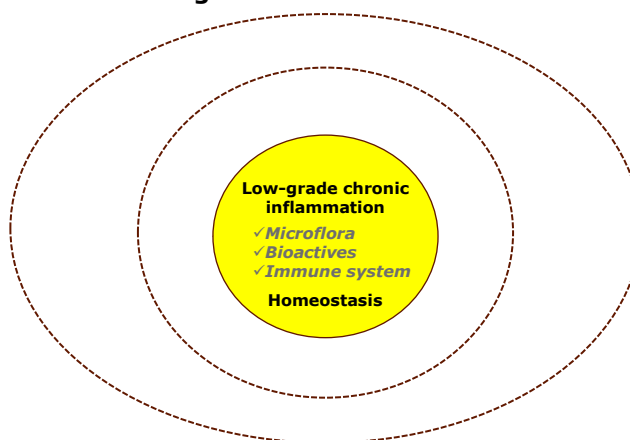 Low-grade chronic
inflammation
✓Microflora
✓Bioactives
✓Immune system
Homeostasis